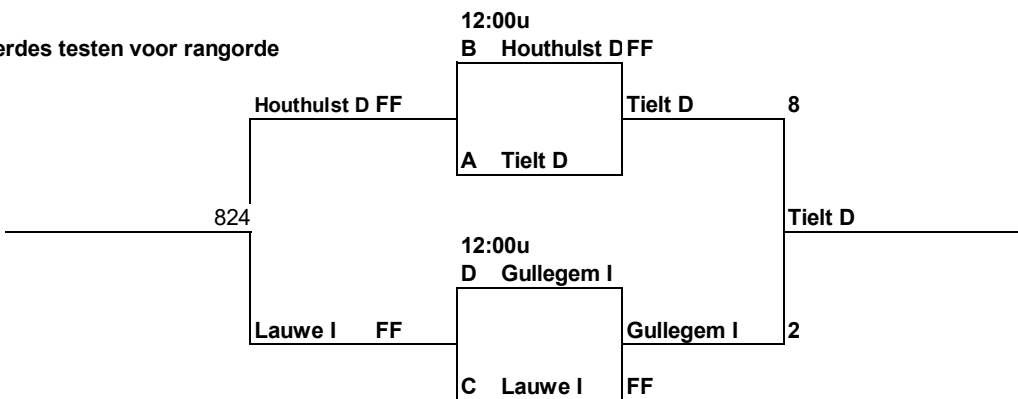 12:00u
erdes testen voor rangorde B Houthulst D FF
Houthulst D FF Tielt D 8
A Tielt D
824 Tielt D
12:00u
D Gullegem I
Lauwe I FF Gullegem I 2
C Lauwe I FF